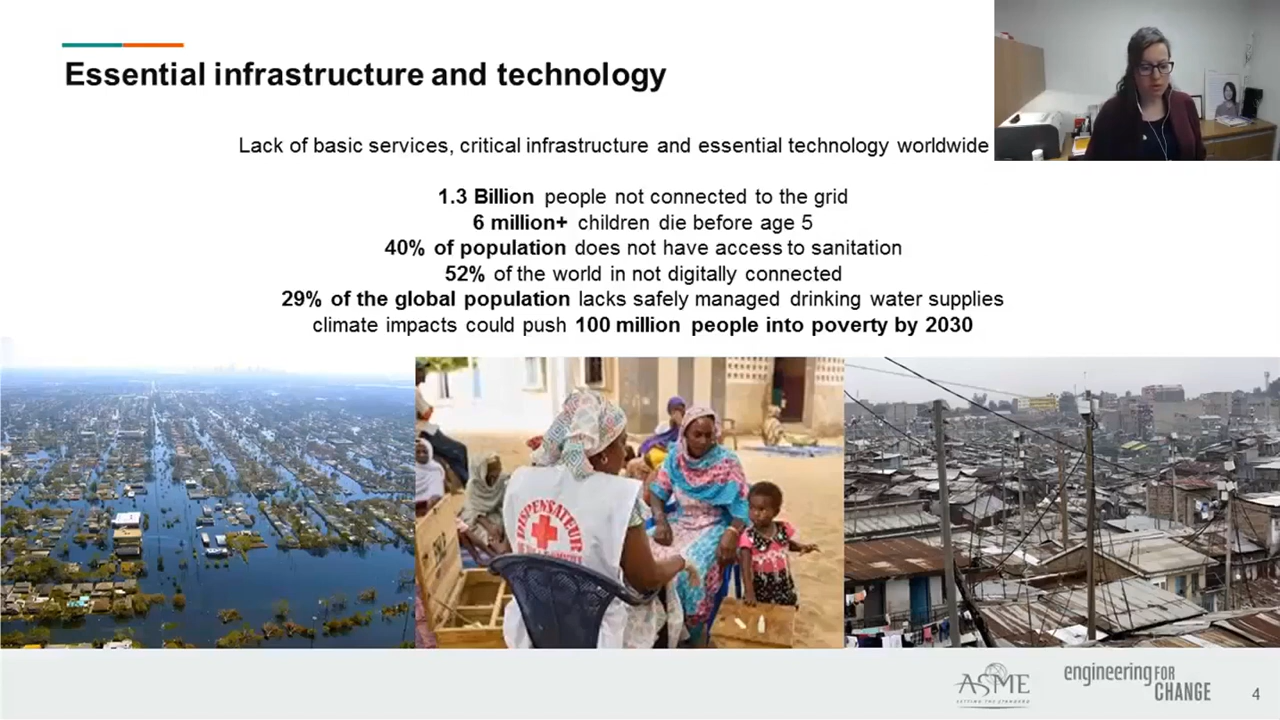 Essential infrastructure and technology
Lack of basic services, critical infrastructure and essential technology worldwide
1.3 Billion people not connected to the grid
6 million+ children die before age 5
40% of population does not have access to sanitation
52% of the world in not digitally connected
29% of the global population lacks safely managed drinking water supplies
climate impacts could push 100 million people into poverty by 2030
DISPENSATEUR
ASME
SETTING THE STANDARD
engineering FOR
CHANGE
4